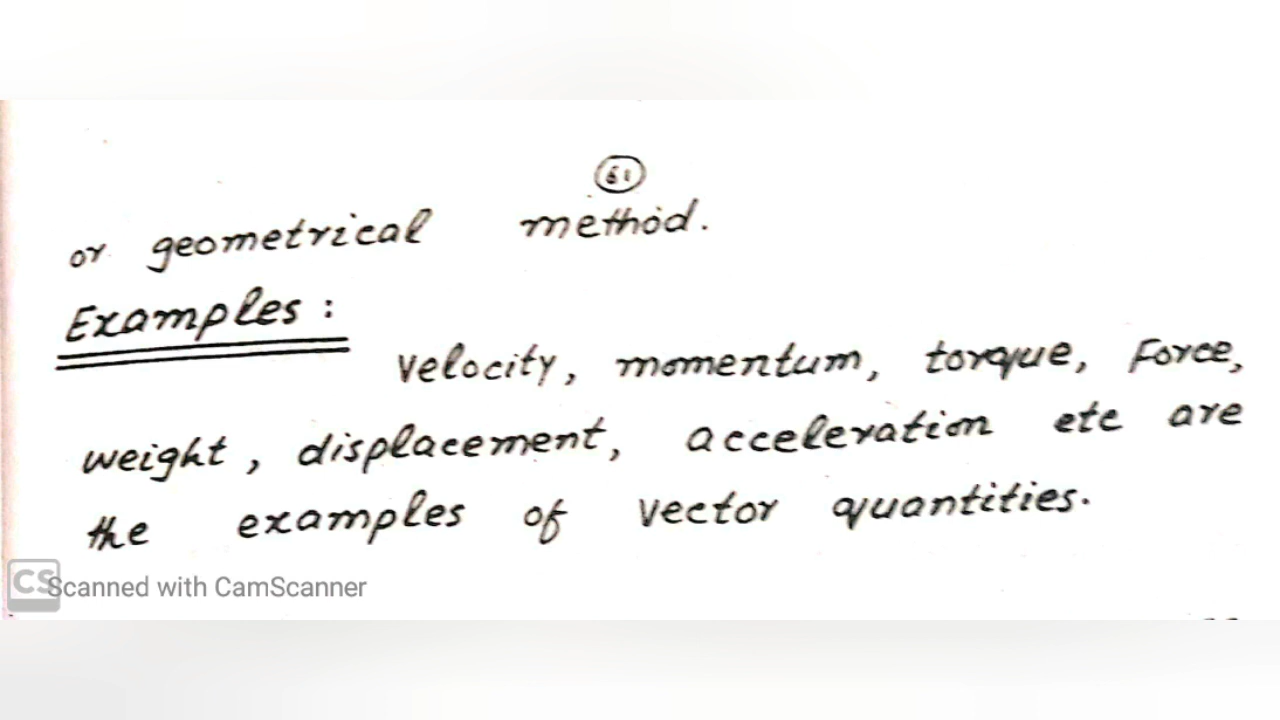 61
or geometrical method.
Examples :
Velocity, momentum, torque, Force,
weight, displacement, acceleration etc are
the examples of vector quantities.
CS Scanned with CamScanner